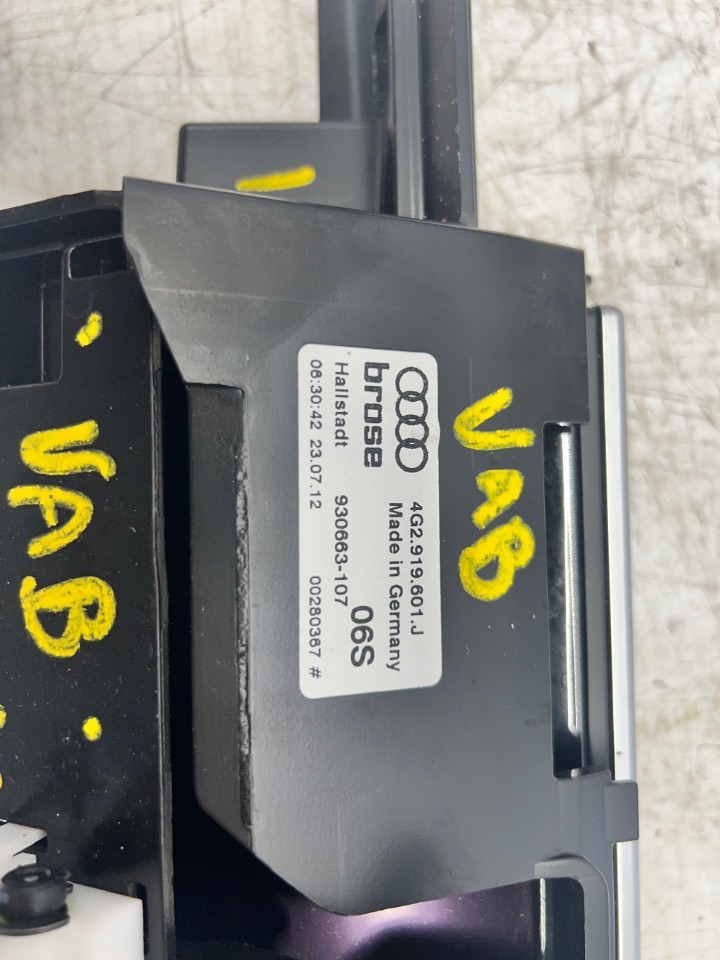 VAB
4G2.919.601.J
brose Made in Germany
06S
Hallstadt 930663-107
06:30:42 23.07.12 00280367 #
VAB